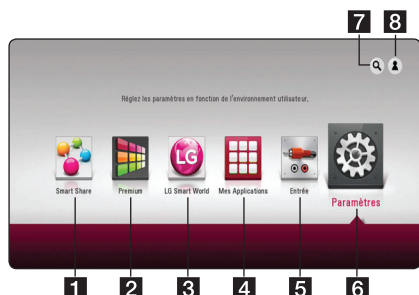 7 8
Réglez les paramètres en fonction de l'environnement utilisateur.
LG
Smart Share Premium LG Smart World Mes Applications Entrée Paramètres
1 2 3 4 5 6